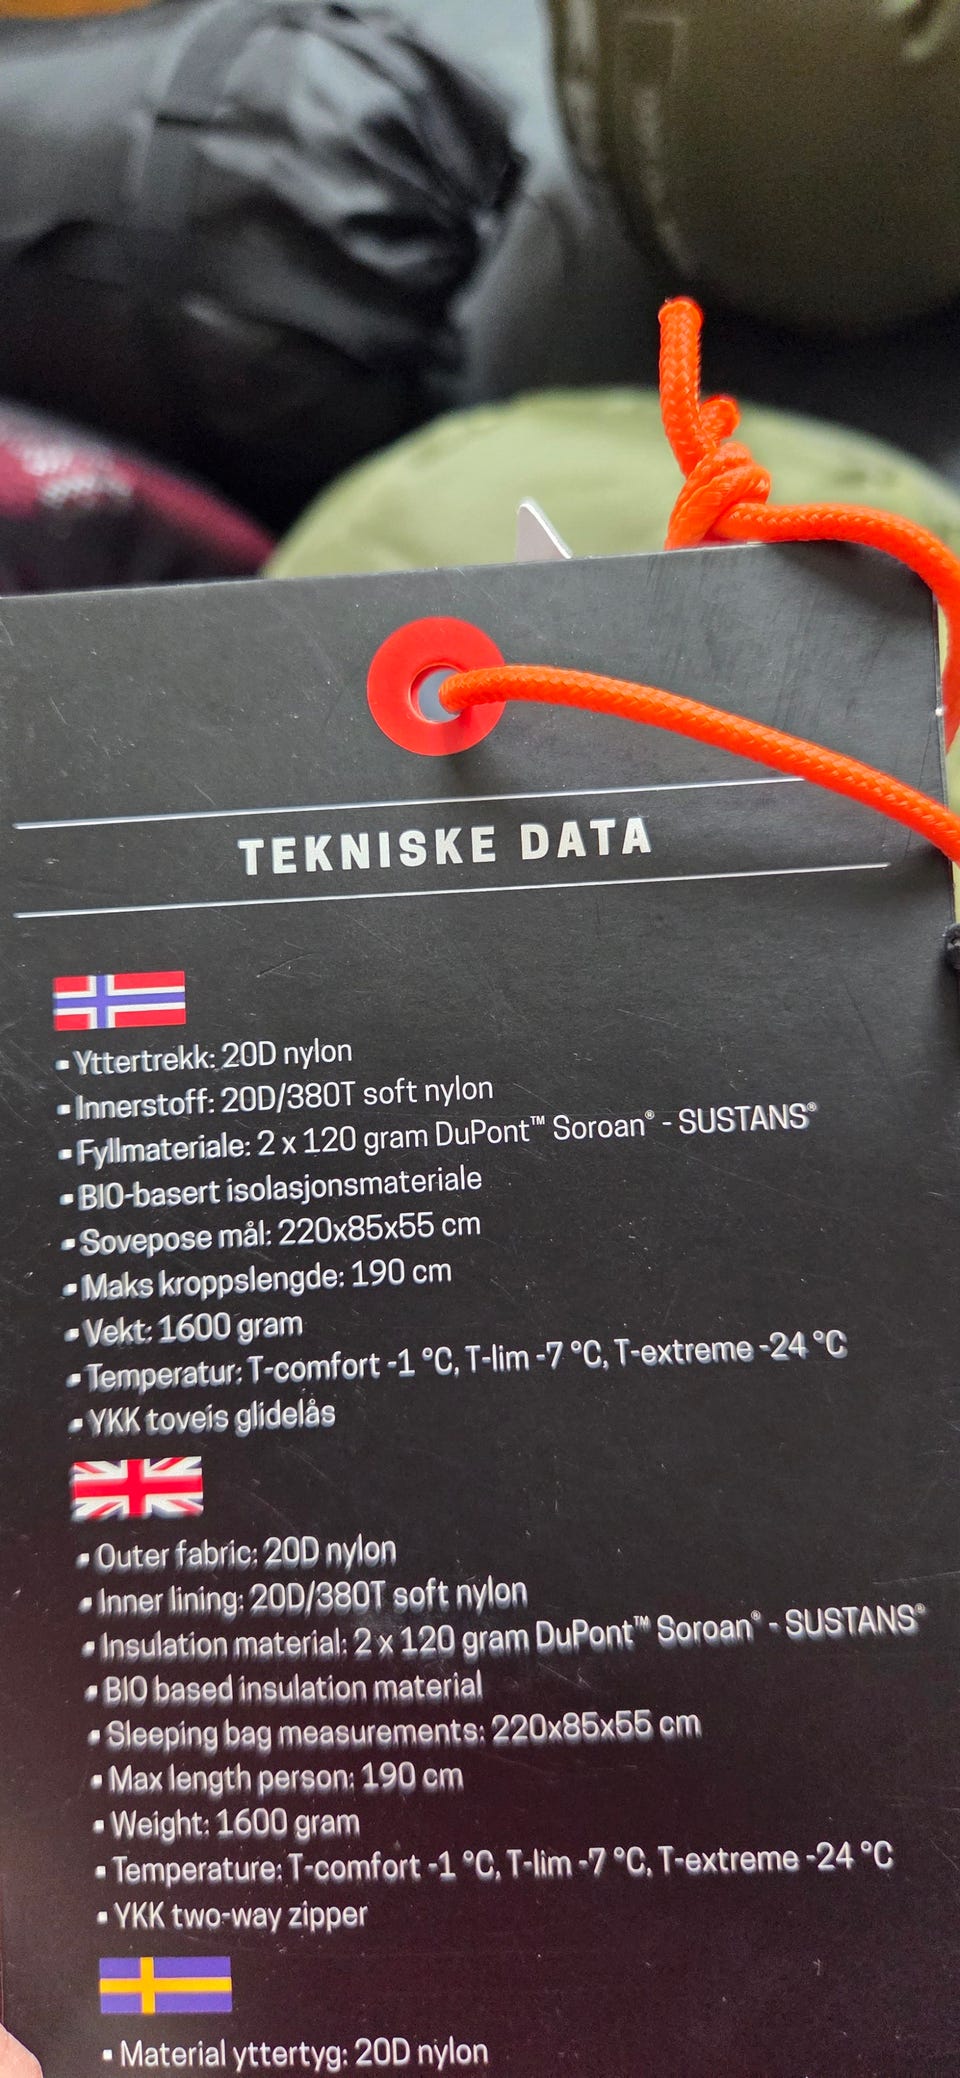 TEKNISKE DATA
▪ Yttertrekk: 20D nylon
▪ Innerstoff: 20D/380T soft nylon
▪ Fyllmateriale: 2 x 120 gram DuPont™ Soroan® - SUSTANS®
▪ BIO-basert isolasjonsmateriale
▪ Sovepose mål: 220x85x55 cm
▪ Maks kroppslengde: 190 cm
▪ Vekt: 1600 gram
▪ Temperatur: T-comfort -1 °C, T-lim -7 °C, T-extreme -24 °C
▪ YKK toveis glidelås
▪ Outer fabric: 20D nylon
▪ Inner lining: 20D/380T soft nylon
▪ Insulation material: 2 x 120 gram DuPont™ Soroan® - SUSTANS®
▪ BIO based insulation material
▪ Sleeping bag measurements: 220x85x55 cm
▪ Max length person: 190 cm
▪ Weight: 1600 gram
▪ Temperature: T-comfort -1 °C, T-lim -7 °C, T-extreme -24 °C
▪ YKK two-way zipper
▪ Material yttertyg: 20D nylon